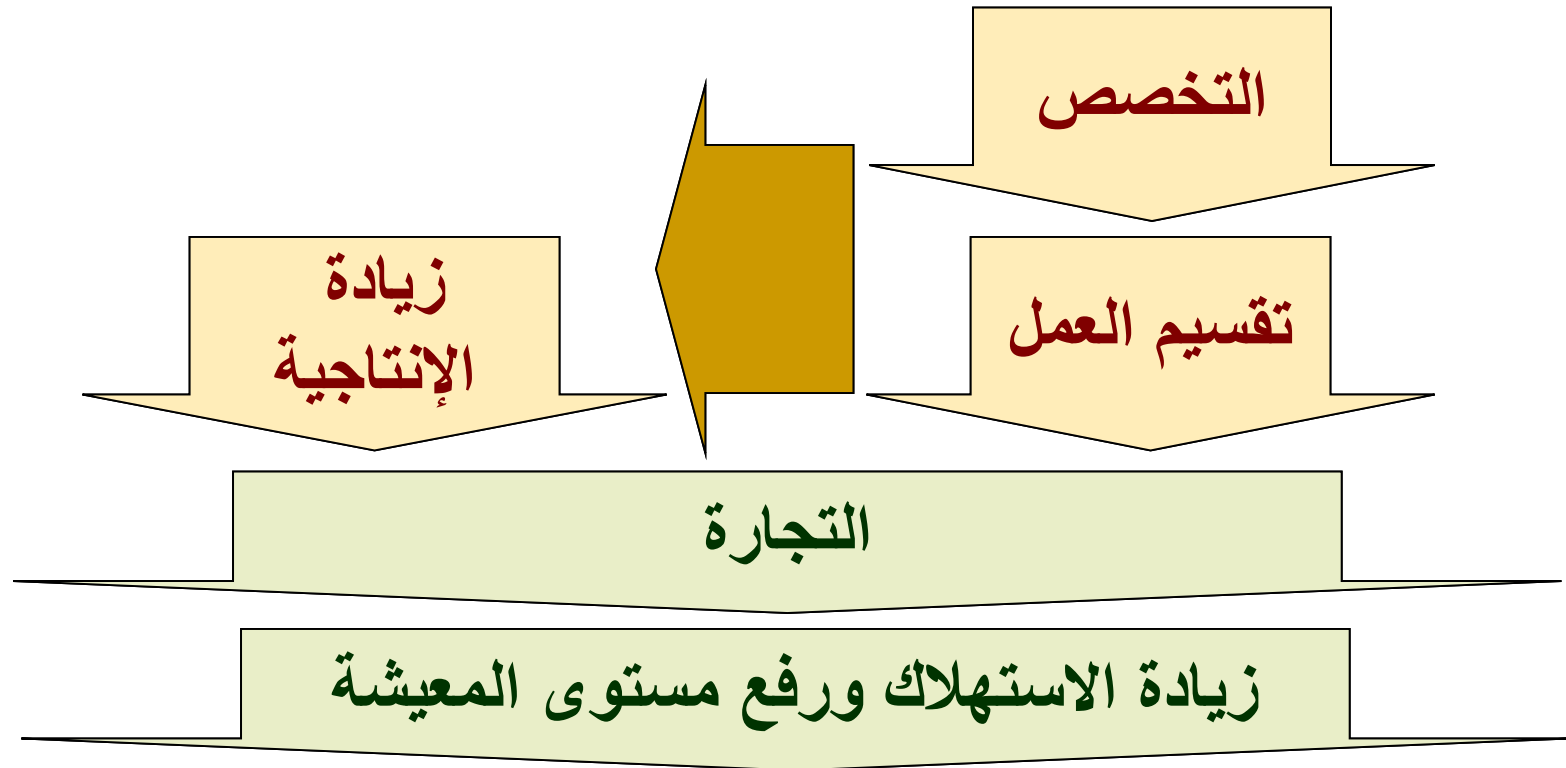 التخصص
تقسيم العمل
زيادة
الإنتاجية
التجارة
زيادة الاستهلاك ورفع مستوى المعيشة